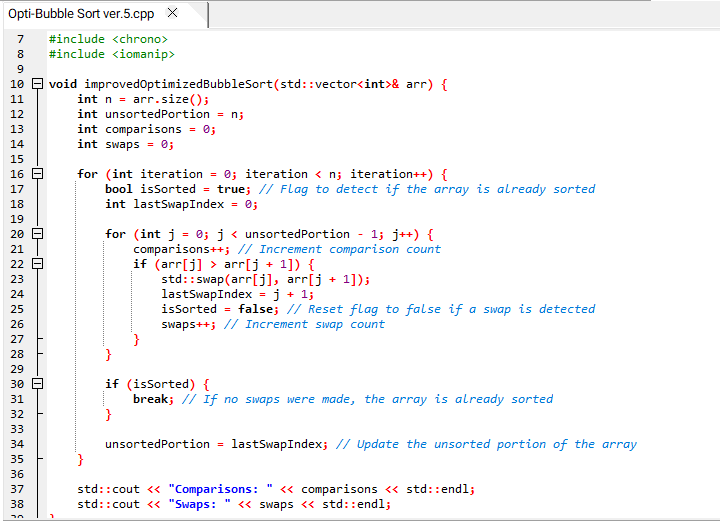 Opti-Bubble Sort ver.5.cpp ×
7 #include <chrono>
8 #include <iomanip>
9
10 void improvedOptimizedBubbleSort(std::vector<int>& arr) {
11 int n = arr.size();
12 int unsortedPortion = n;
13 int comparisons = 0;
14 int swaps = 0;
15
16 for (int iteration = 0; iteration < n; iteration++) {
17 bool isSorted = true; // Flag to detect if the array is already sorted
18 int lastSwapIndex = 0;
19
20 for (int j = 0; j < unsortedPortion - 1; j++) {
21 comparisons++; // Increment comparison count
22 if (arr[j] > arr[j + 1]) {
23 std::swap(arr[j], arr[j + 1]);
24 lastSwapIndex = j + 1;
25 isSorted = false; // Reset flag to false if a swap is detected
26 swaps++; // Increment swap count
27 }
28 }
29
30 if (isSorted) {
31 break; // If no swaps were made, the array is already sorted
32 }
33
34 unsortedPortion = lastSwapIndex; // Update the unsorted portion of the array
35 }
36
37 std::cout << "Comparisons: " << comparisons << std::endl;
38 std::cout << "Swaps: " << swaps << std::endl;